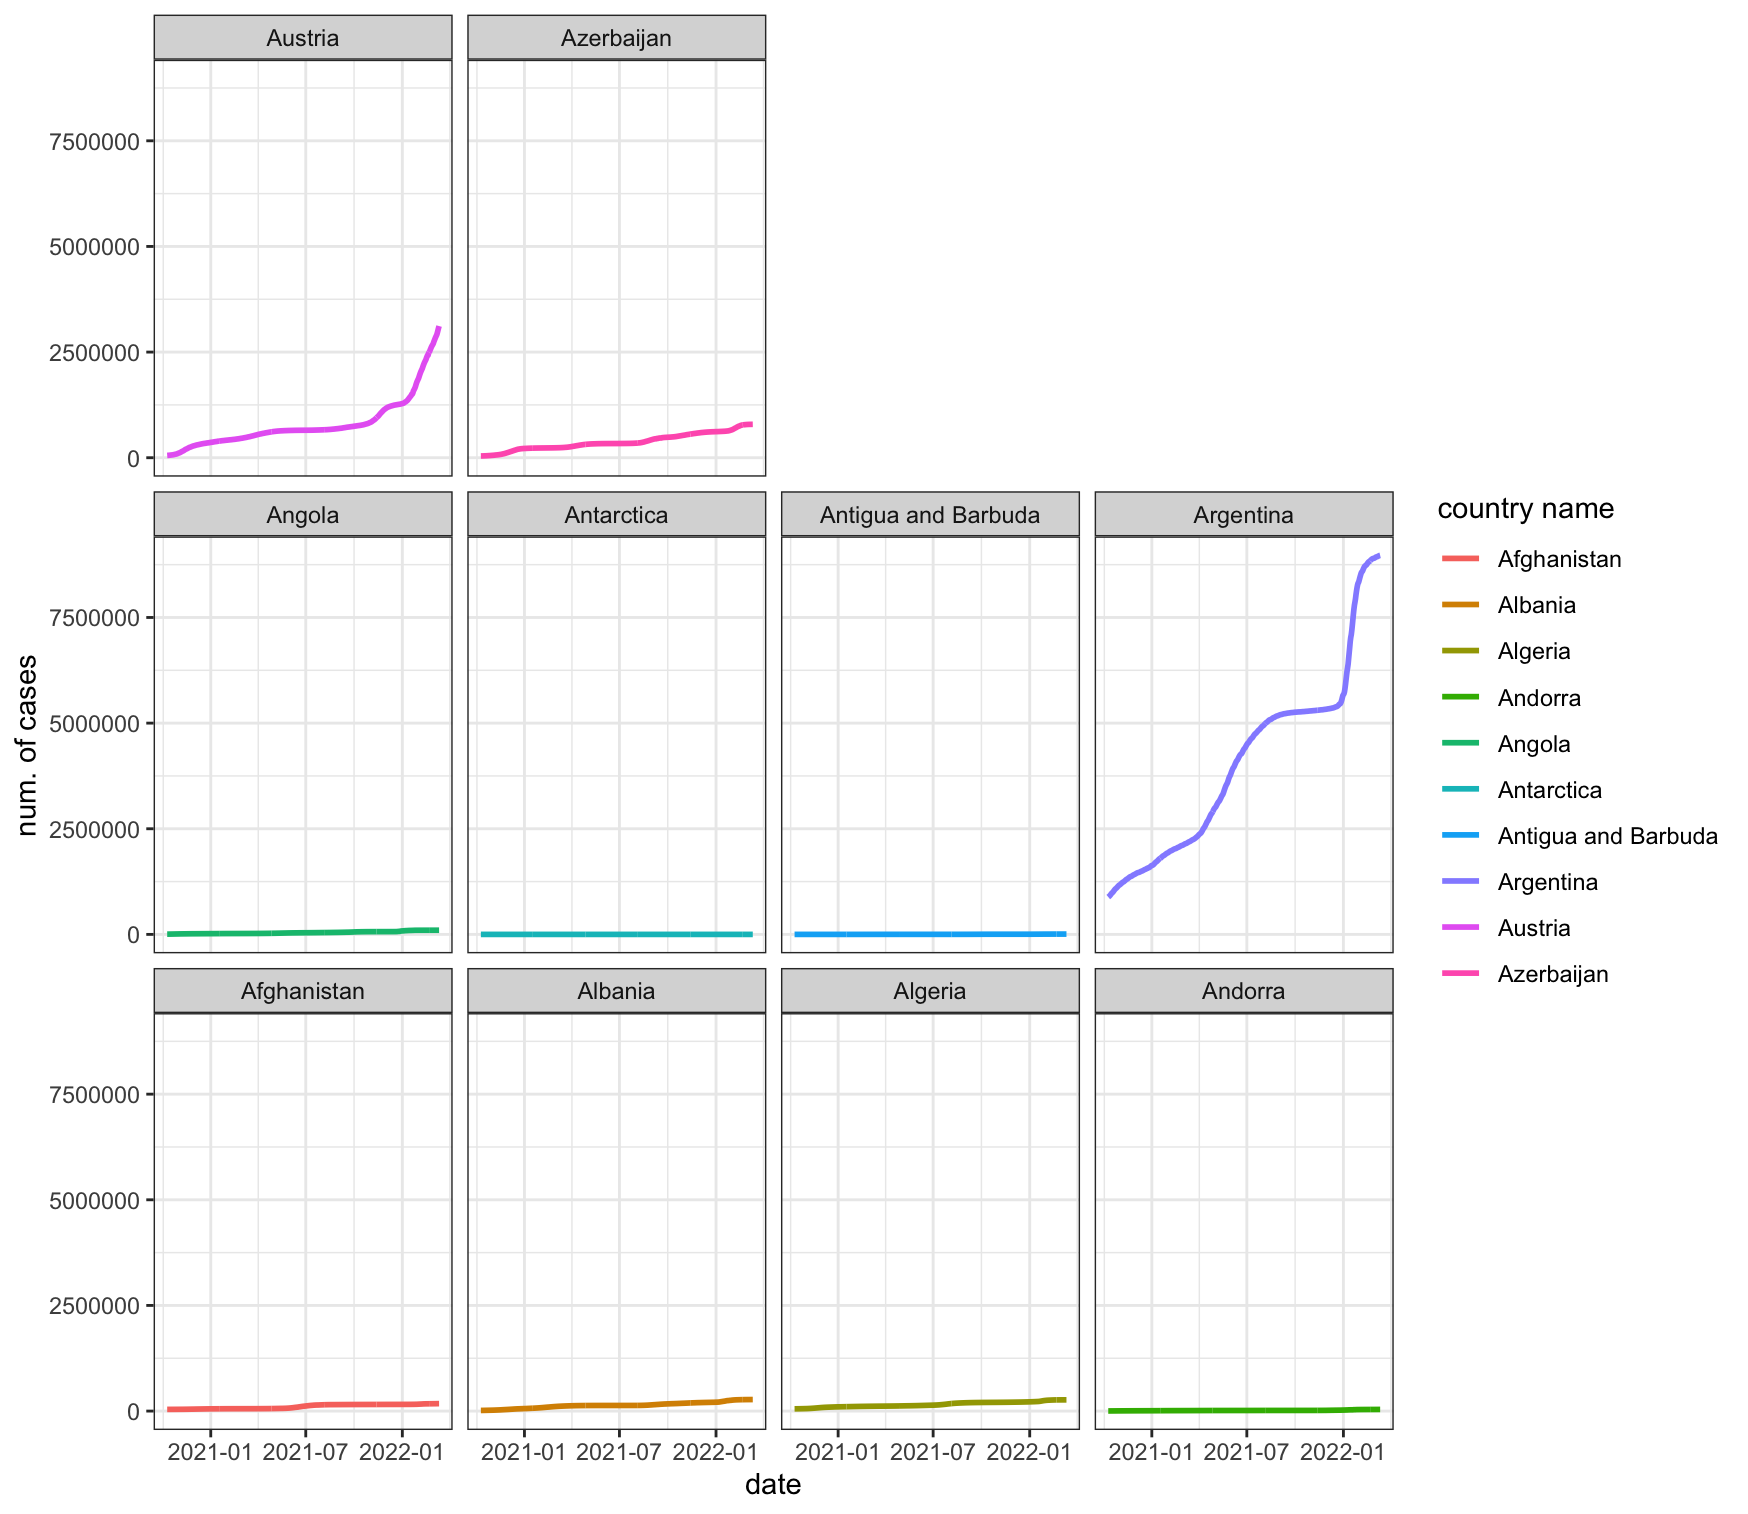 Austria
Azerbaijan
7500000
5000000
2500000
0
Angola
Antarctica
Antigua and Barbuda
Argentina
7500000
5000000
2500000
0
num. of cases
Afghanistan
Albania
Algeria
Andorra
7500000
5000000
2500000
0
2021-01 2021-07 2022-01
2021-01 2021-07 2022-01
2021-01 2021-07 2022-01
2021-01 2021-07 2022-01
date
country name
Afghanistan
Albania
Algeria
Andorra
Angola
Antarctica
Antigua and Barbuda
Argentina
Austria
Azerbaijan